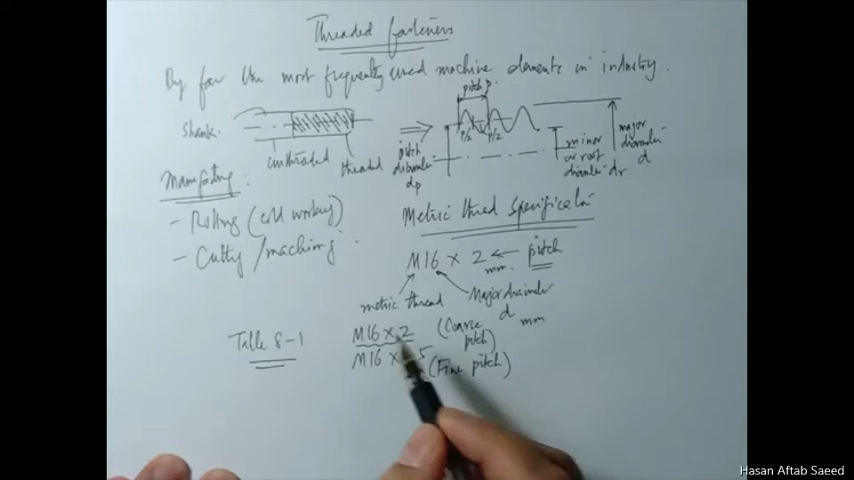 Threaded fasteners
By far the most frequently used machine elements in industry.
pitch P
shank
P/2 P/2
unthreaded
threaded
pitch
diameter
dp
minor
or root
diameter dr
major
diameter
d
Manufacturing:
- Rolling (cold working)
- Cutting / machining
Metric thread specification
M16 × 2 ← pitch
mm.
metric thread
Major diameter
d mm
Table 8-1
M16 × 2 (Coarse
pitch)
M16 × 5 (Fine pitch)
Hasan Aftab Saeed